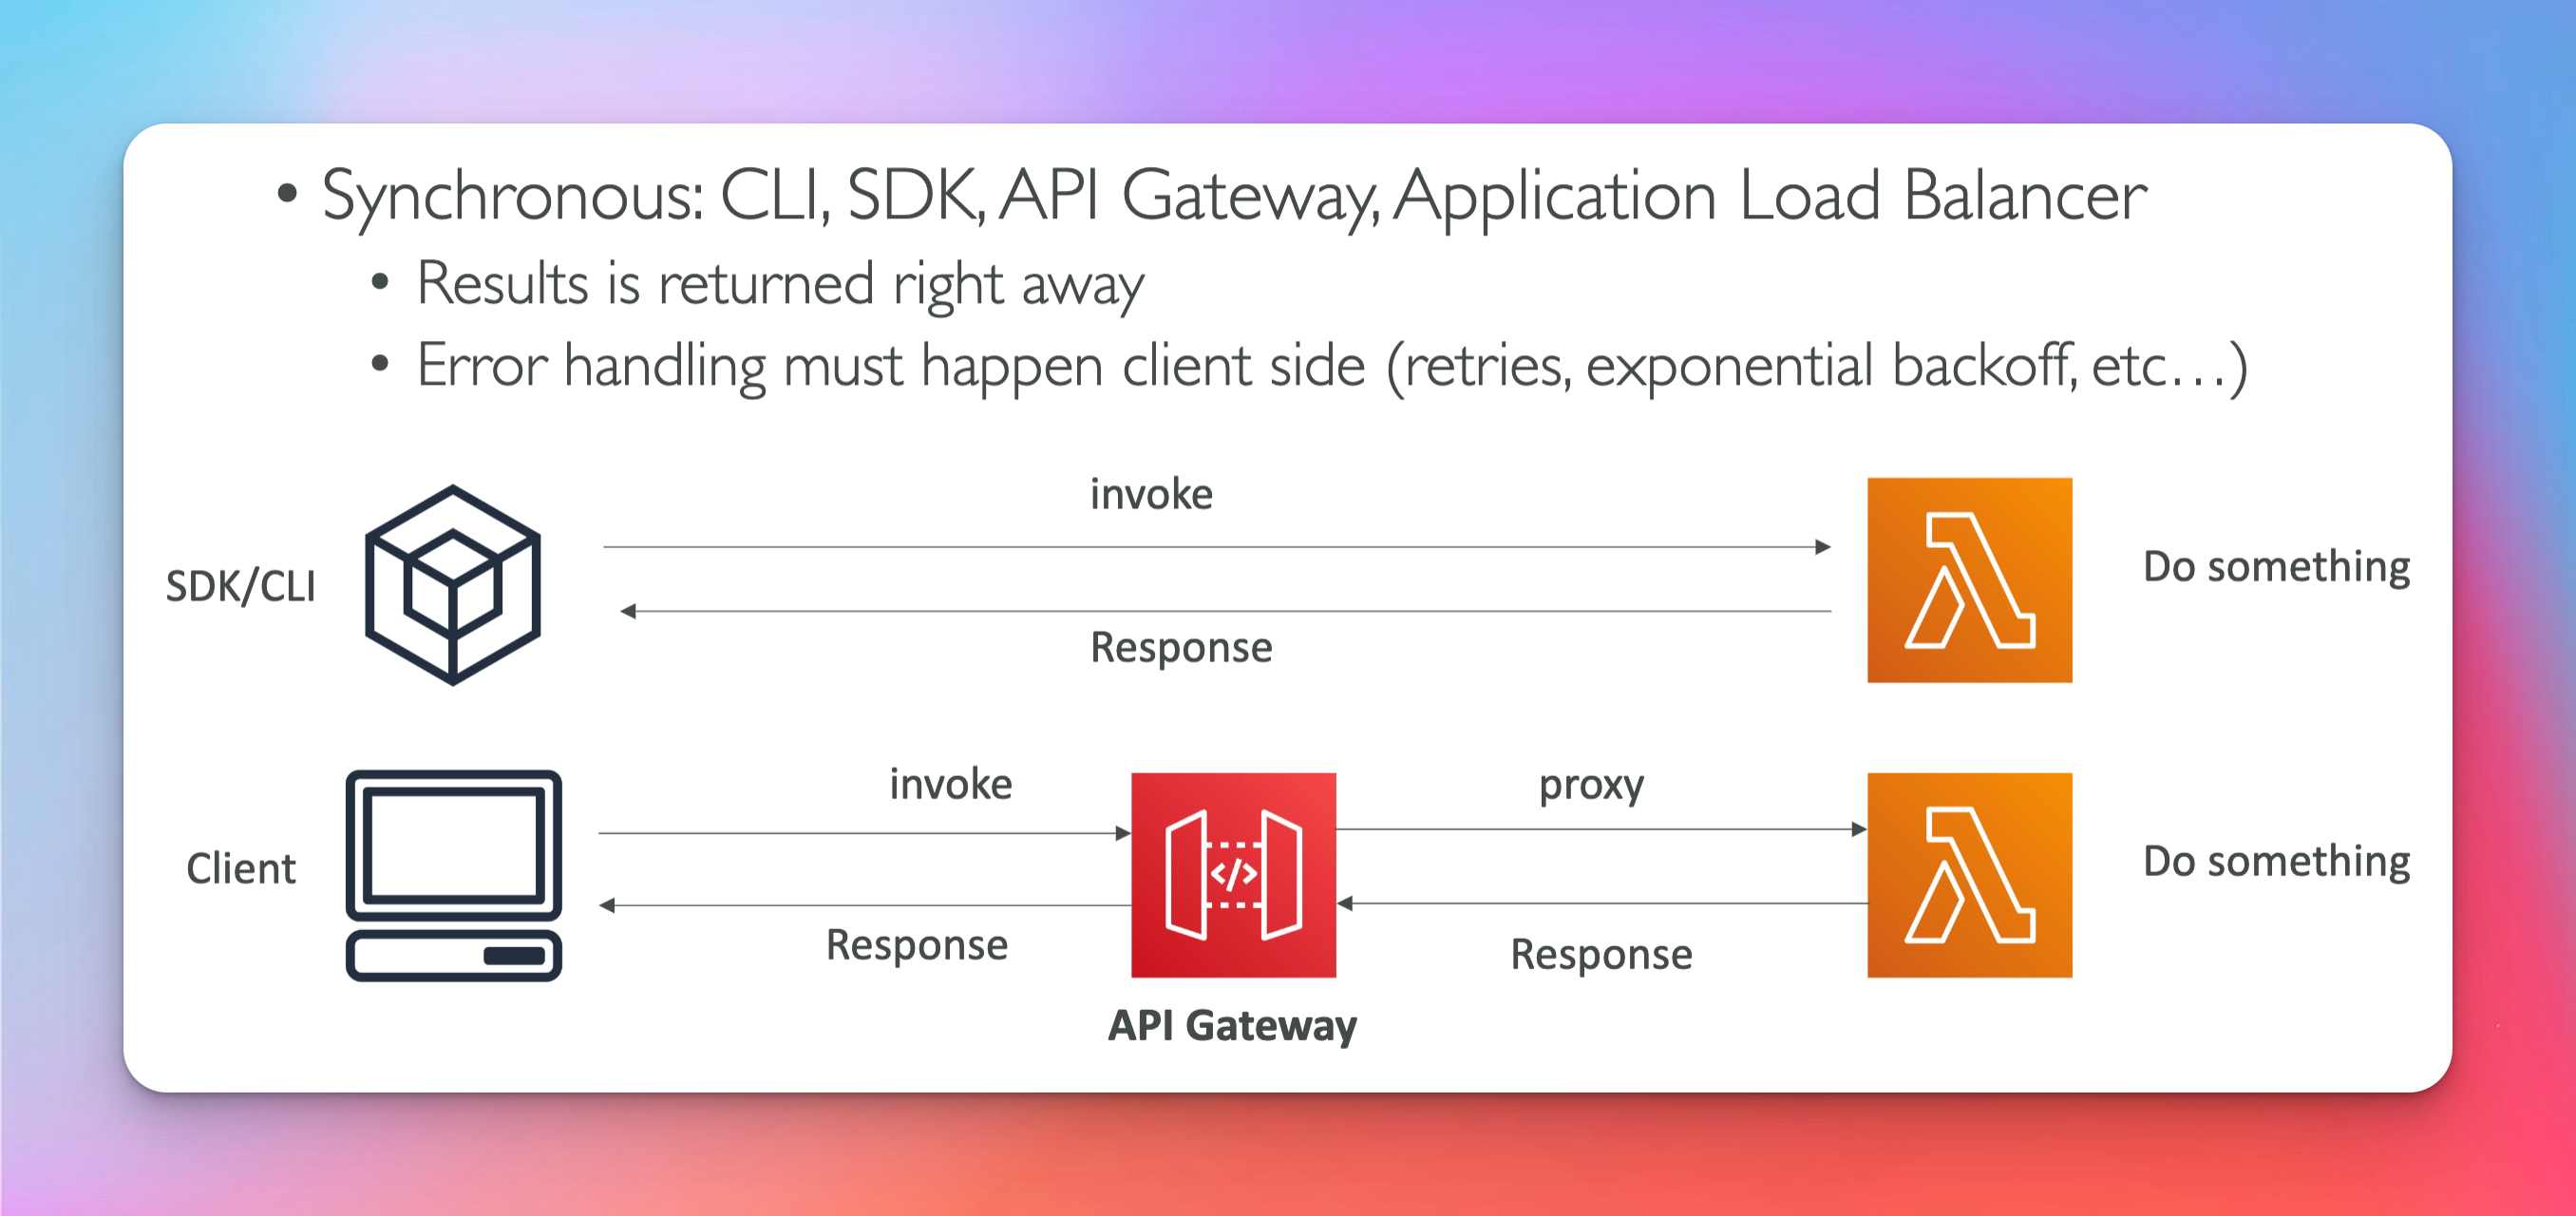 • Synchronous: CLI, SDK, API Gateway, Application Load Balancer
• Results is returned right away
• Error handling must happen client side (retries, exponential backoff, etc…)
invoke
SDK/CLI
Do something
Response
invoke
proxy
Client
</>
Do something
Response
Response
API Gateway